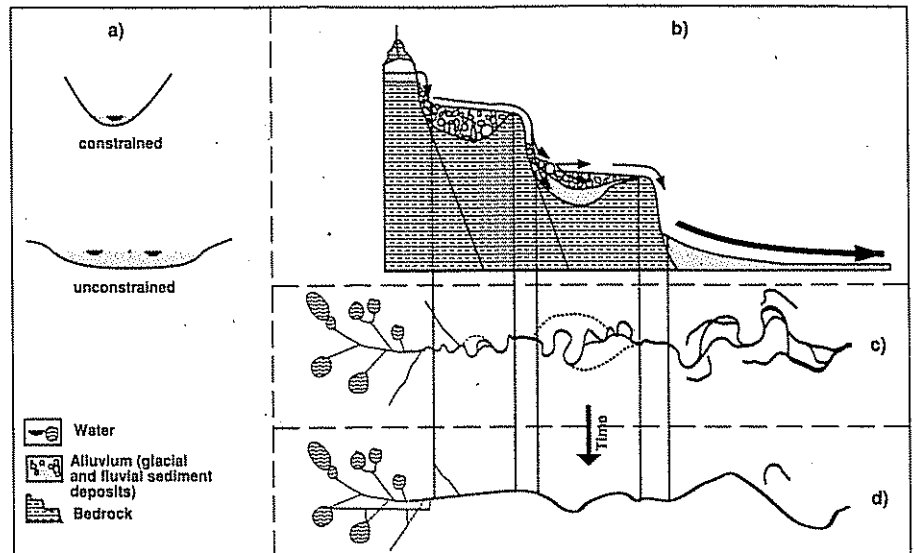 a)
constrained
unconstrained
Water
Alluvium (glacial
and fluvial sediment
deposits)
Bedrock
b)
c)
Time
d)